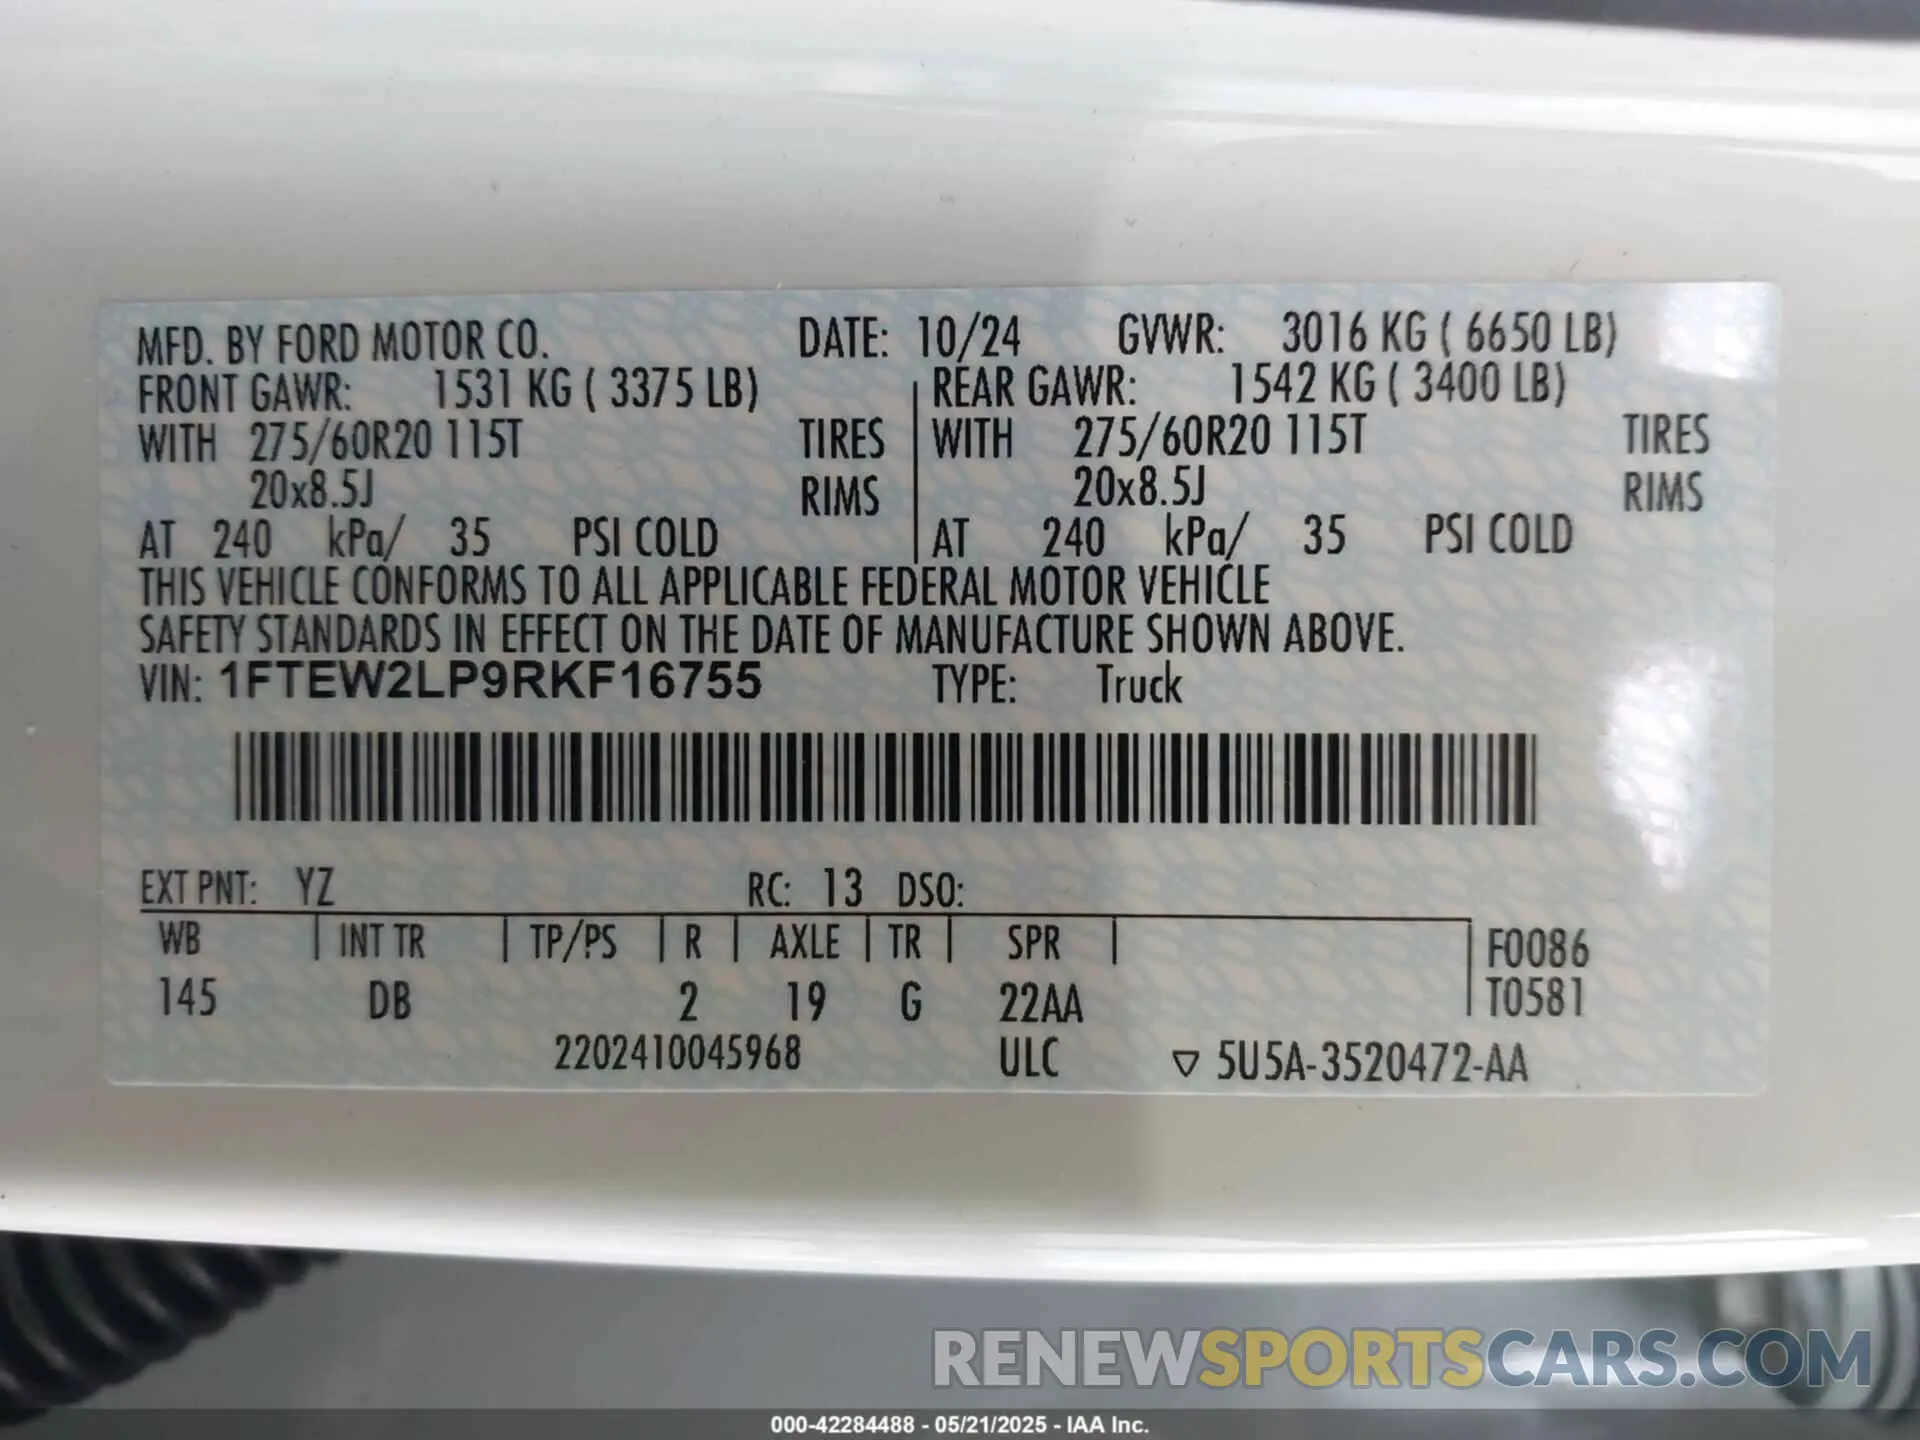 MFD. BY FORD MOTOR CO. DATE: 10/24 GVWR: 3016 KG ( 6650 LB)
FRONT GAWR: 1531 KG ( 3375 LB) REAR GAWR: 1542 KG ( 3400 LB)
WITH 275/60R20 115T TIRES WITH 275/60R20 115T TIRES
20x8.5J RIMS 20x8.5J RIMS
AT 240 kPa/ 35 PSI COLD AT 240 kPa/ 35 PSI COLD
THIS VEHICLE CONFORMS TO ALL APPLICABLE FEDERAL MOTOR VEHICLE
SAFETY STANDARDS IN EFFECT ON THE DATE OF MANUFACTURE SHOWN ABOVE.
VIN: 1FTEW2LP9RKF16755 TYPE: Truck
EXT PNT: YZ RC: 13 DSO:
WB INT TR TP/PS R AXLE TR SPR F0086
145 DB 2 19 G 22AA T0581
2202410045968 ULC ▽ 5U5A-3520472-AA
RENEWSPORTSCARS.COM
000-42284488 - 05/21/2025 - IAA Inc.